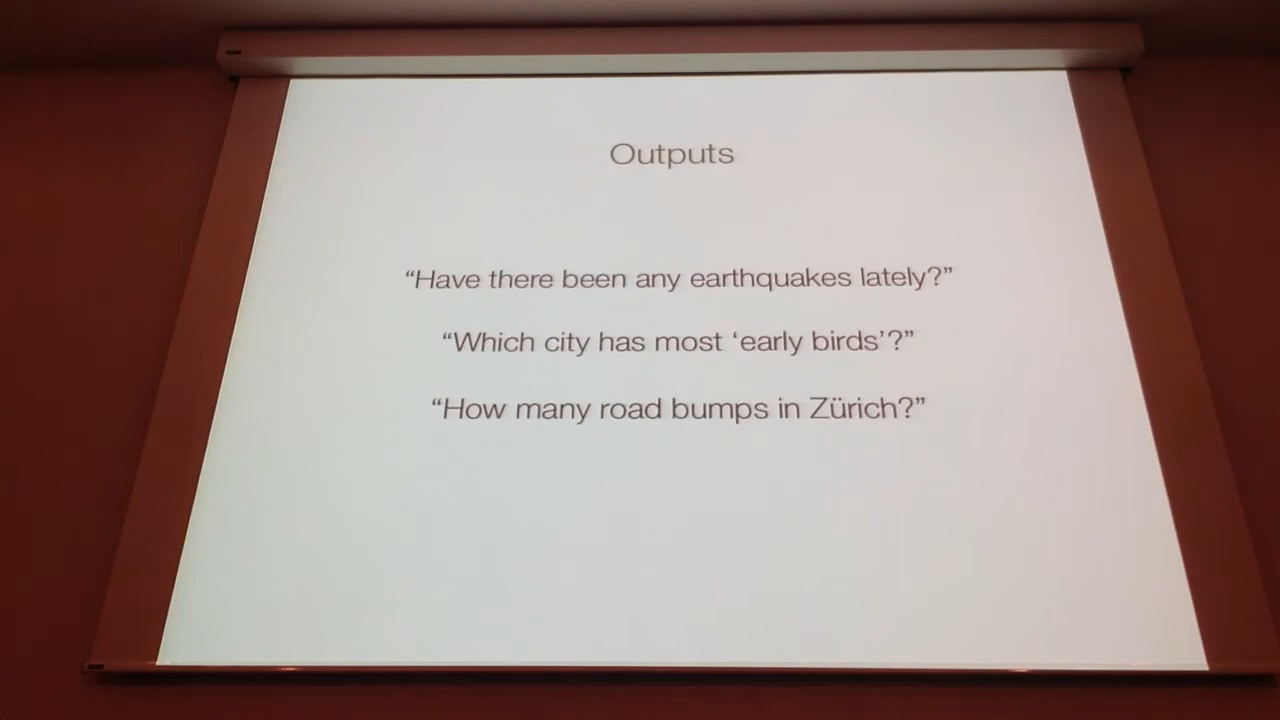 Outputs
“Have there been any earthquakes lately?”
“Which city has most ‘early birds’?”
“How many road bumps in Zürich?”